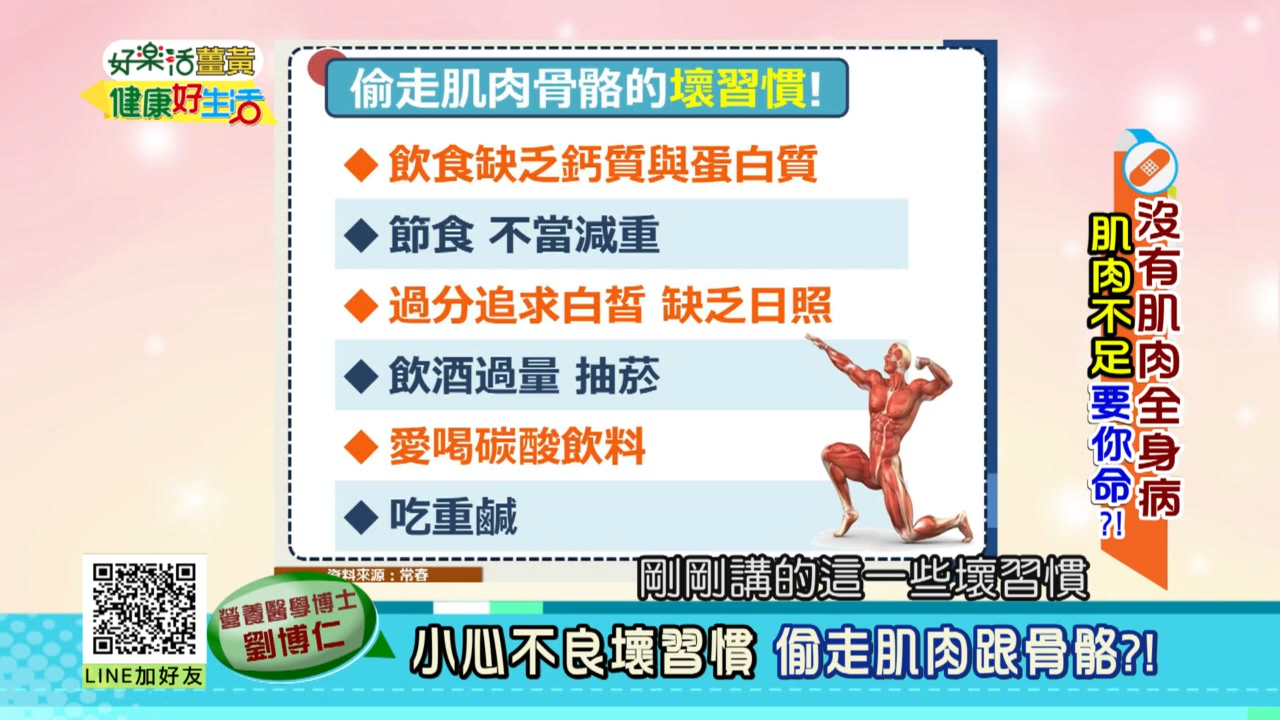 好楽活薑黃
健康好生活
偷走肌肉骨骼的壞習慣!
◆飲食缺乏鈣質與蛋白質
◆節食 不當減重
◆過分追求白皙 缺乏日照
◆飲酒過量 抽菸
◆愛喝碳酸飲料
◆吃重鹹
資料來源：常春
沒有肌肉全身病
肌肉不足要你命?!
剛剛講的這一些壞習慣
營養醫學博士
劉博仁
小心不良壞習慣 偷走肌肉跟骨骼?!
LINE加好友